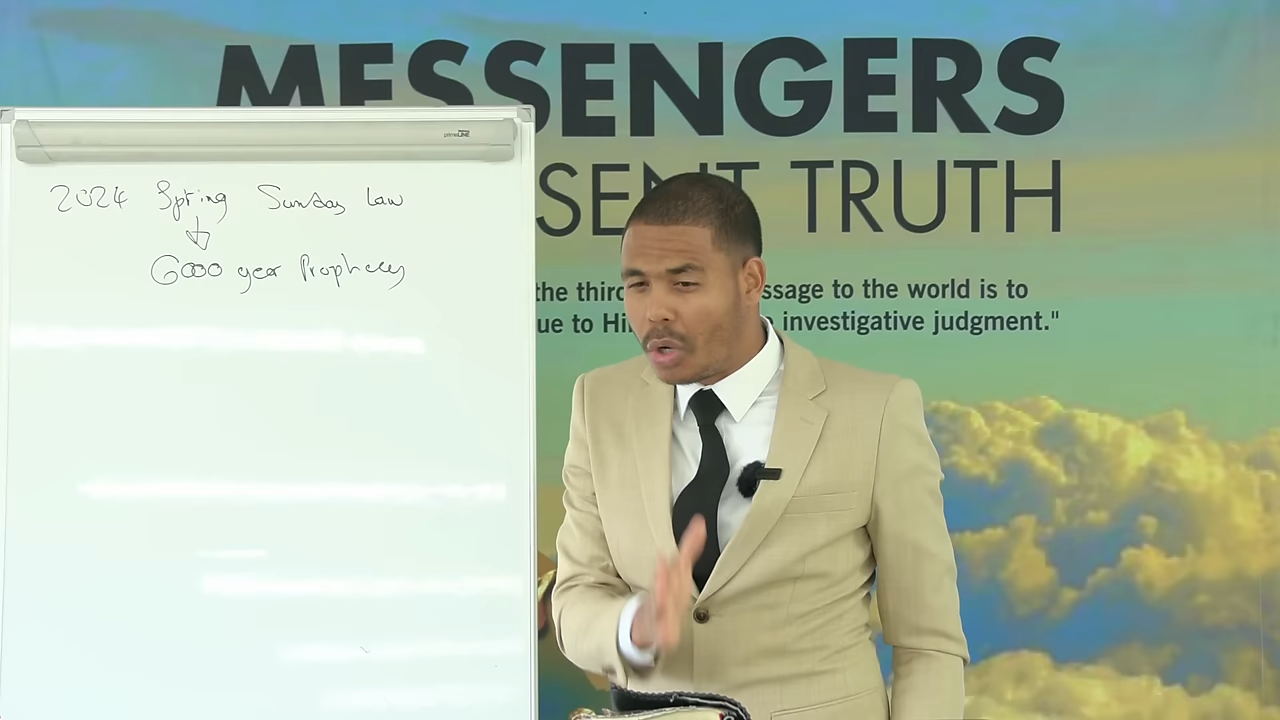 MESSENGERS
SENT TRUTH
the third
ssage to the world is to
ue to Hi
investigative judgment."
primeLINE
2024 Spring Sunday Law
6000 year Prophecy